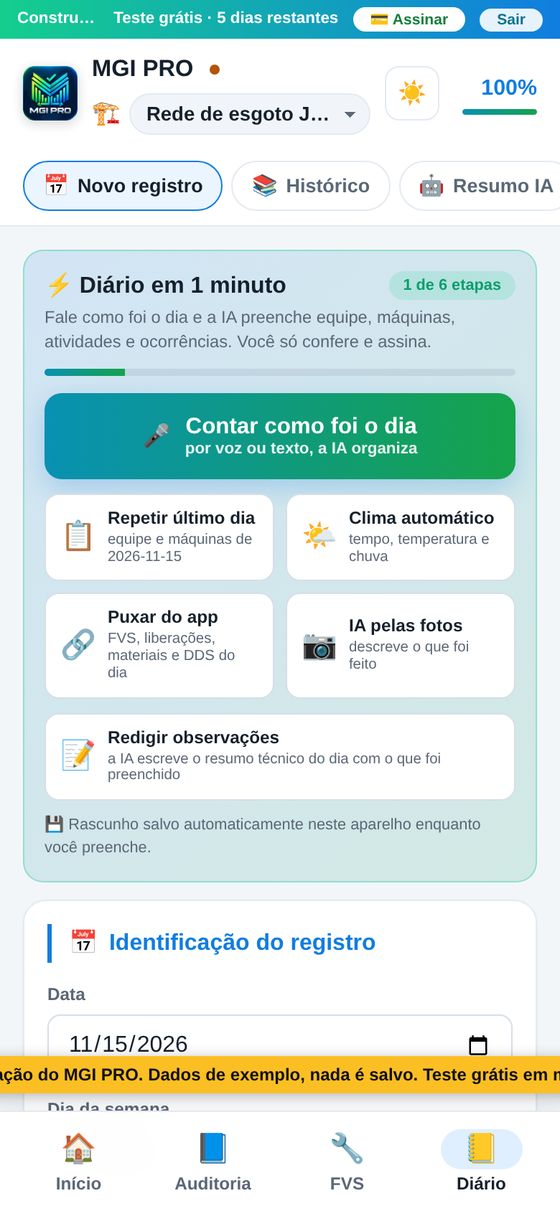 Constru… Teste grátis · 5 dias restantes 💳 Assinar Sair
MGI PRO
MGI PRO
Rede de esgoto J…
100%
Novo registro Histórico Resumo IA
Diário em 1 minuto 1 de 6 etapas
Fale como foi o dia e a IA preenche equipe, máquinas,
atividades e ocorrências. Você só confere e assina.
Contar como foi o dia
por voz ou texto, a IA organiza
Repetir último dia
equipe e máquinas de
2026-11-15
Clima automático
tempo, temperatura e
chuva
Puxar do app
FVS, liberações,
materiais e DDS do
dia
IA pelas fotos
descreve o que foi
feito
Redigir observações
a IA escreve o resumo técnico do dia com o que foi
preenchido
Rascunho salvo automaticamente neste aparelho enquanto
você preenche.
Identificação do registro
Data
11/15/2026
ação do MGI PRO. Dados de exemplo, nada é salvo. Teste grátis em m
Dia da semana
Início Auditoria FVS Diário